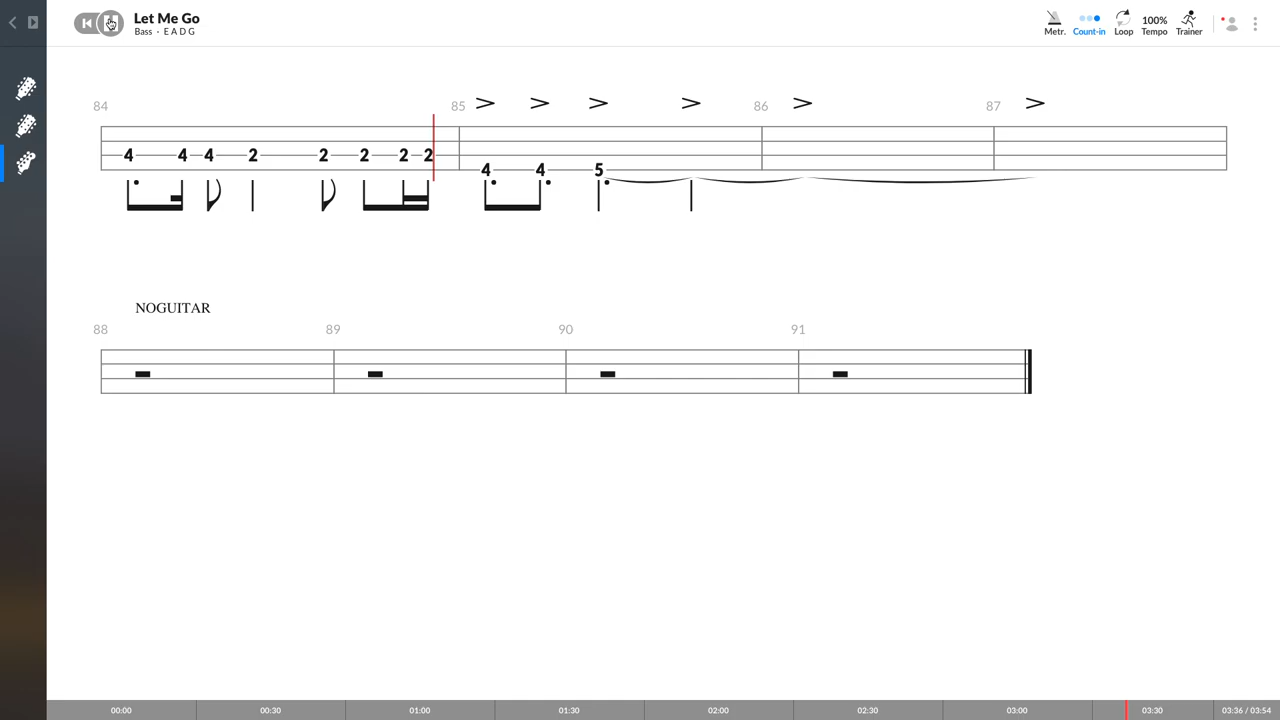 Let Me Go
Bass · E A D G
Metr.
Count-in
Loop
100%
Tempo
Trainer
84
85
86
87
4 4 4 2 2 2 2 2
4 4 5
NOGUITAR
88
89
90
91
00:00
00:30
01:00
01:30
02:00
02:30
03:00
03:30
03:36 / 03:54